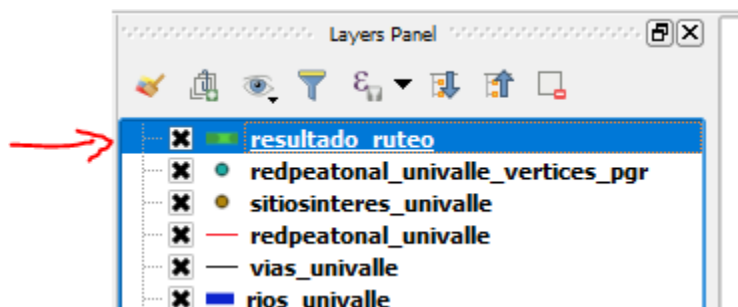 Layers Panel
resultado_ruteo
redpeatonal_univalle_vertices_pgr
sitiosinteres_univalle
redpeatonal_univalle
vias_univalle
rios_univalle